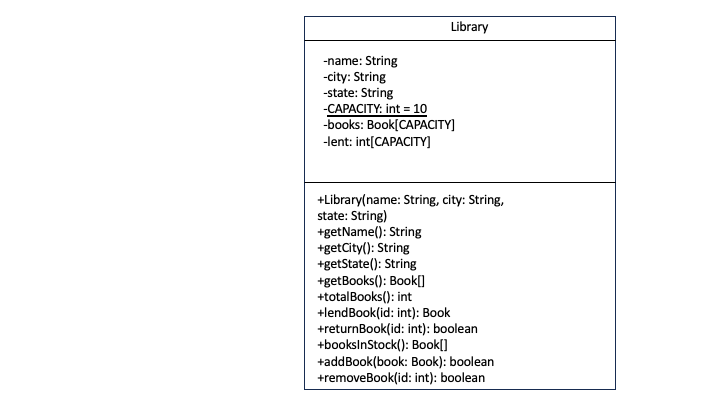 Library
-name: String
-city: String
-state: String
-CAPACITY: int = 10
-books: Book[CAPACITY]
-lent: int[CAPACITY]
+Library(name: String, city: String,
state: String)
+getName(): String
+getCity(): String
+getState(): String
+getBooks(): Book[]
+totalBooks(): int
+lendBook(id: int): Book
+returnBook(id: int): boolean
+booksInStock(): Book[]
+addBook(book: Book): boolean
+removeBook(id: int): boolean